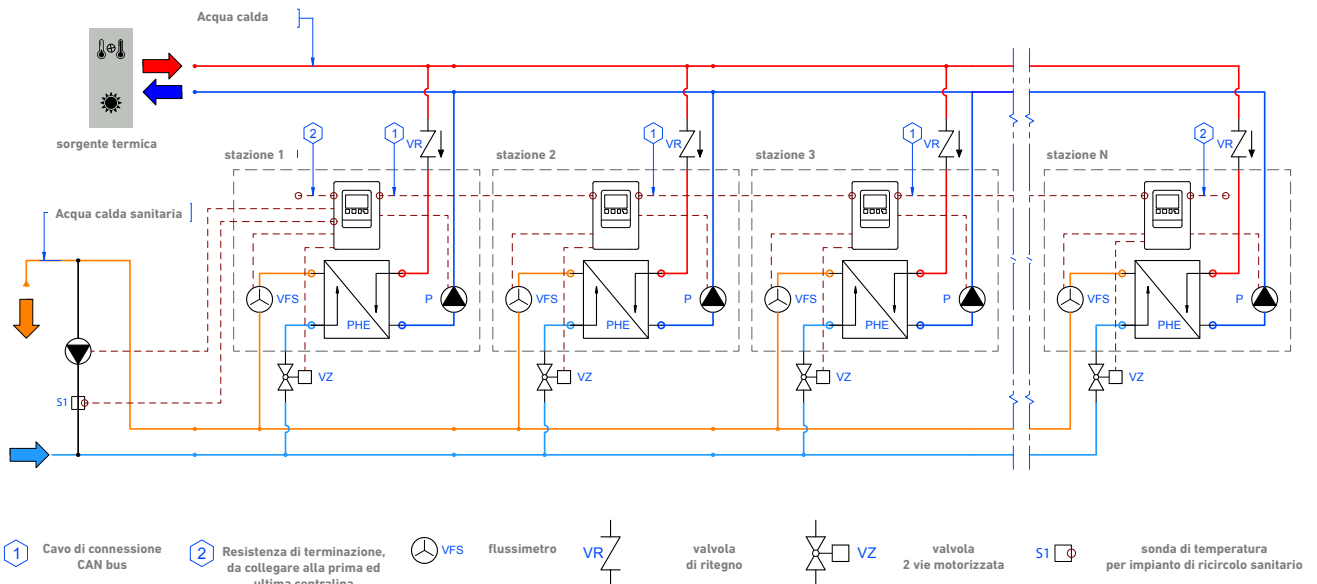 Acqua calda
sorgente termica
2
1
VR
1
VR
1
VR
2
VR
stazione 1
stazione 2
stazione 3
stazione N
Acqua calda sanitaria
VFS
PHE
P
VFS
PHE
P
VFS
PHE
P
VFS
PHE
P
VZ
VZ
VZ
VZ
S1
1
Cavo di connessione
CAN bus
2
Resistenza di terminazione,
da collegare alla prima ed
ultima centralina
VFS
flussimetro
VR
valvola
di ritegno
VZ
valvola
2 vie motorizzata
S1
sonda di temperatura
per impianto di ricircolo sanitario